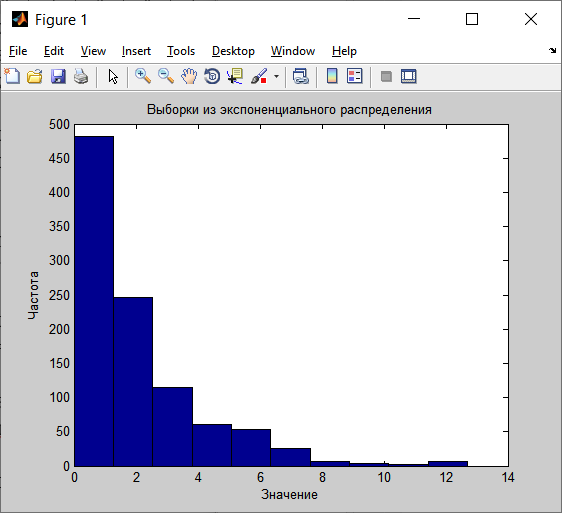 Figure 1
File Edit View Insert Tools Desktop Window Help
Выборки из экспоненциального распределения
500
450
400
350
300
250
200
150
100
50
0
Частота
0 2 4 6 8 10 12 14
Значение